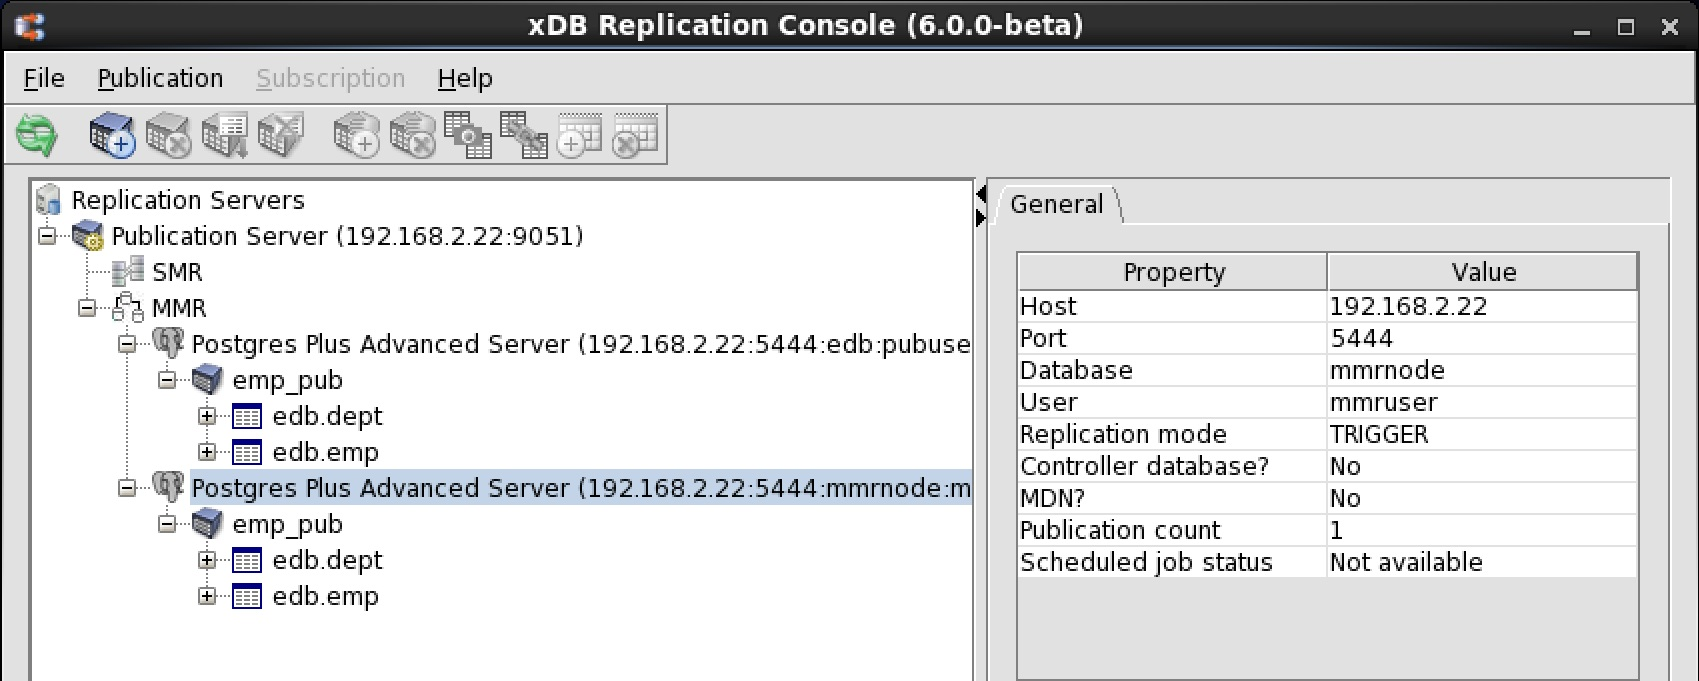 xDB Replication Console (6.0.0-beta)
File Publication Subscription Help
Replication Servers
Publication Server (192.168.2.22:9051)
SMR
MMR
Postgres Plus Advanced Server (192.168.2.22:5444:edb:pubuse
emp_pub
edb.dept
edb.emp
Postgres Plus Advanced Server (192.168.2.22:5444:mmrnode:m
emp_pub
edb.dept
edb.emp
General
Property Value
Host 192.168.2.22
Port 5444
Database mmrnode
User mmruser
Replication mode TRIGGER
Controller database? No
MDN? No
Publication count 1
Scheduled job status Not available